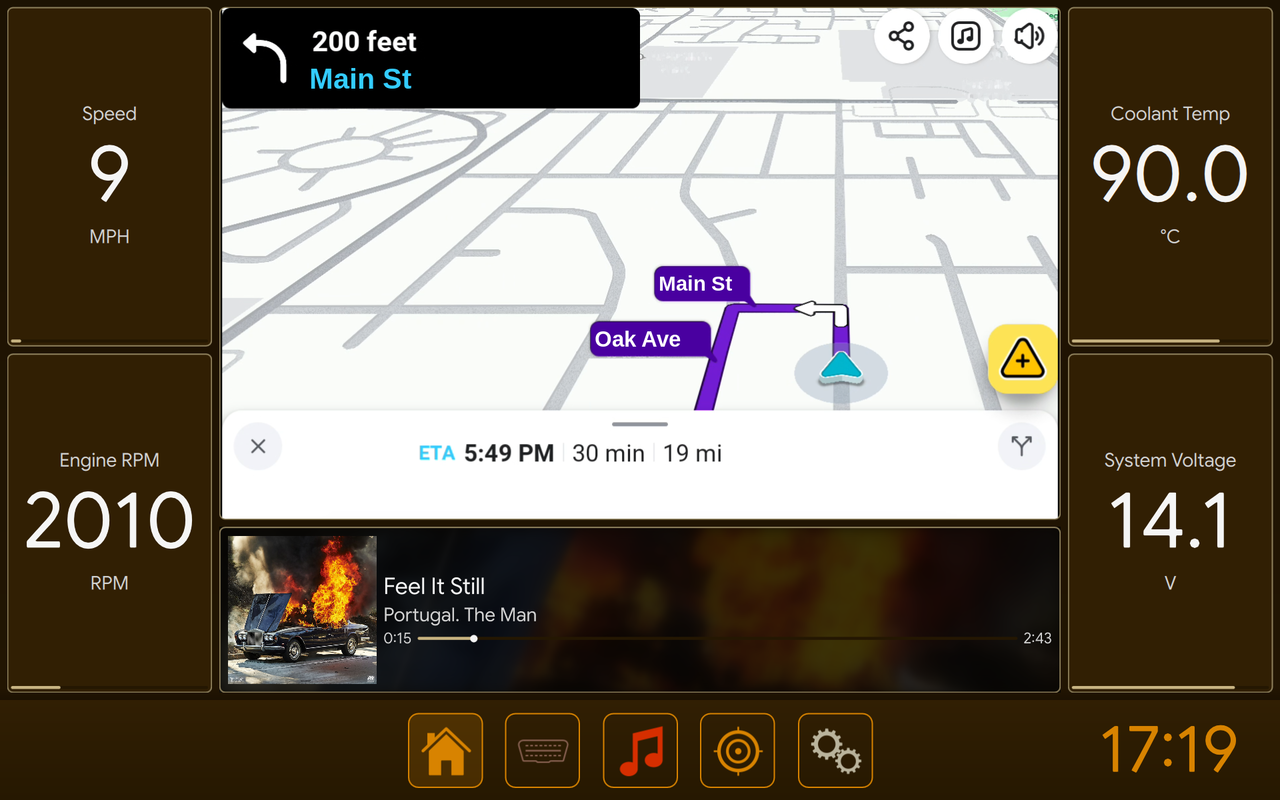 Speed
9
MPH
Engine RPM
2010
RPM
200 feet
Main St
Main St
Oak Ave
ETA 5:49 PM 30 min 19 mi
Feel It Still
Portugal. The Man
0:15 2:43
Coolant Temp
90.0
°C
System Voltage
14.1
V
17:19